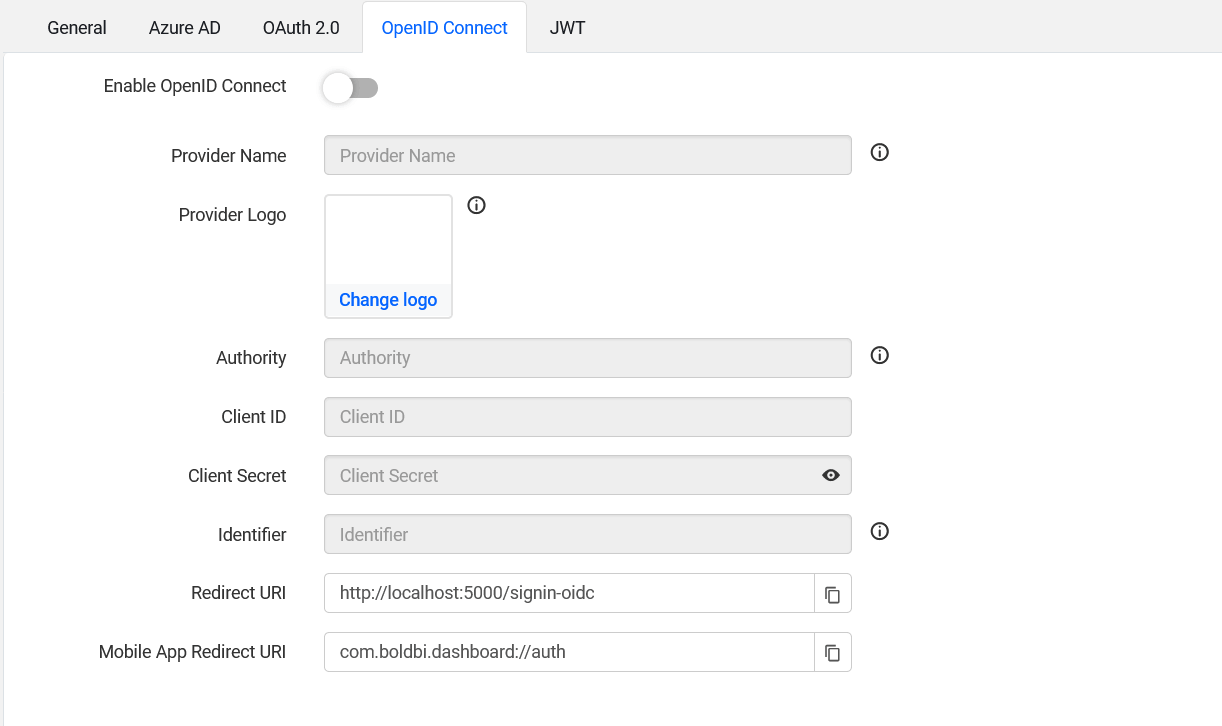 General Azure AD OAuth 2.0 OpenID Connect JWT
Enable OpenID Connect
Provider Name Provider Name
Provider Logo
Change logo
Authority Authority
Client ID Client ID
Client Secret Client Secret
Identifier Identifier
Redirect URI http://localhost:5000/signin-oidc
Mobile App Redirect URI com.boldbi.dashboard://auth